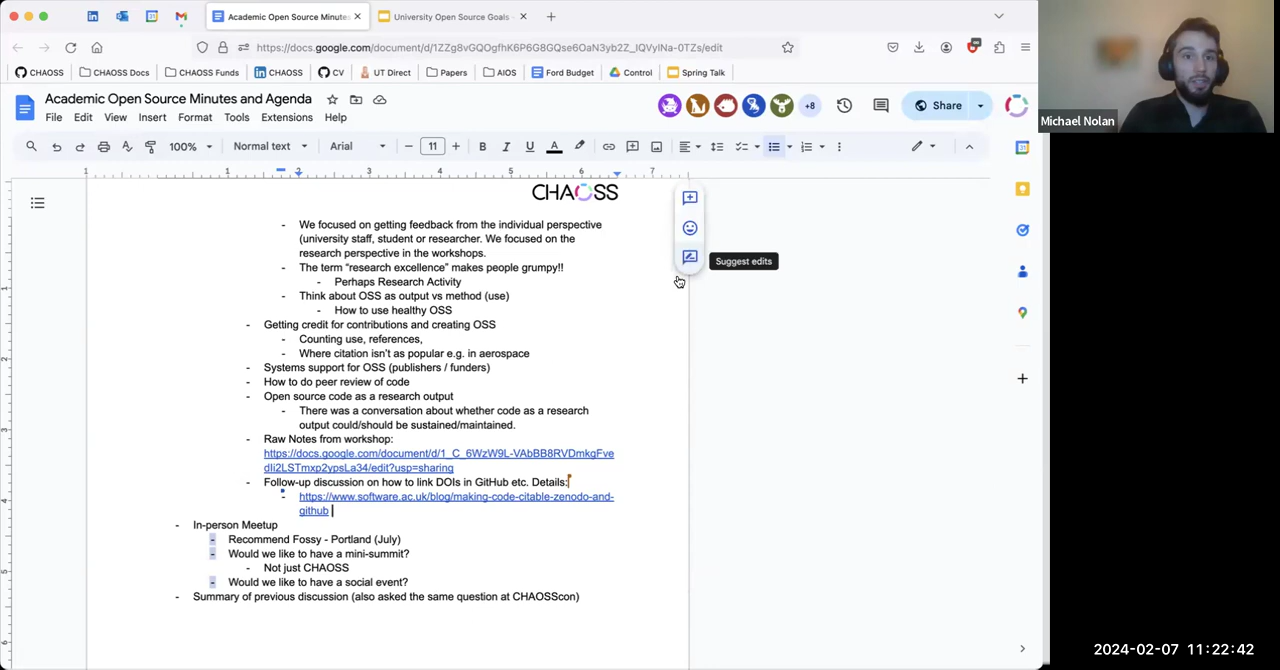 Academic Open Source Minutes
University Open Source Goals -
https://docs.google.com/document/d/1ZZg8vGQOgfhK6P6G8GQse6OaN3yb2Z_IQVyINa-0TZs/edit
CHAOSS
CHAOSS Docs
CHAOSS Funds
CHAOSS
CV
UT Direct
Papers
AIOS
Ford Budget
Control
Spring Talk
Michael Nolan
Academic Open Source Minutes and Agenda
File Edit View Insert Format Tools Extensions Help
+8
Share
100%
Normal text
Arial
11
1 1 2 3 4 5 6 7
CHAOSS
- We focused on getting feedback from the individual perspective
(university staff, student or researcher. We focused on the
research perspective in the workshops.
- The term “research excellence” makes people grumpy!!
- Perhaps Research Activity
- Think about OSS as output vs method (use)
- How to use healthy OSS
- Getting credit for contributions and creating OSS
- Counting use, references,
- Where citation isn’t as popular e.g. in aerospace
- Systems support for OSS (publishers / funders)
- How to do peer review of code
- Open source code as a research output
- There was a conversation about whether code as a research
output could/should be sustained/maintained.
- Raw Notes from workshop:
https://docs.google.com/document/d/1_C_6WzW9L-VAbBB8RVDmkgFve
dIi2LSTmxp2ypsLa34/edit?usp=sharing
- Follow-up discussion on how to link DOIs in GitHub etc. Details:
- https://www.software.ac.uk/blog/making-code-citable-zenodo-and-
github
- In-person Meetup
- Recommend Fossy - Portland (July)
- Would we like to have a mini-summit?
- Not just CHAOSS
- Would we like to have a social event?
- Summary of previous discussion (also asked the same question at CHAOSScon)
Suggest edits
2024-02-07 11:22:42